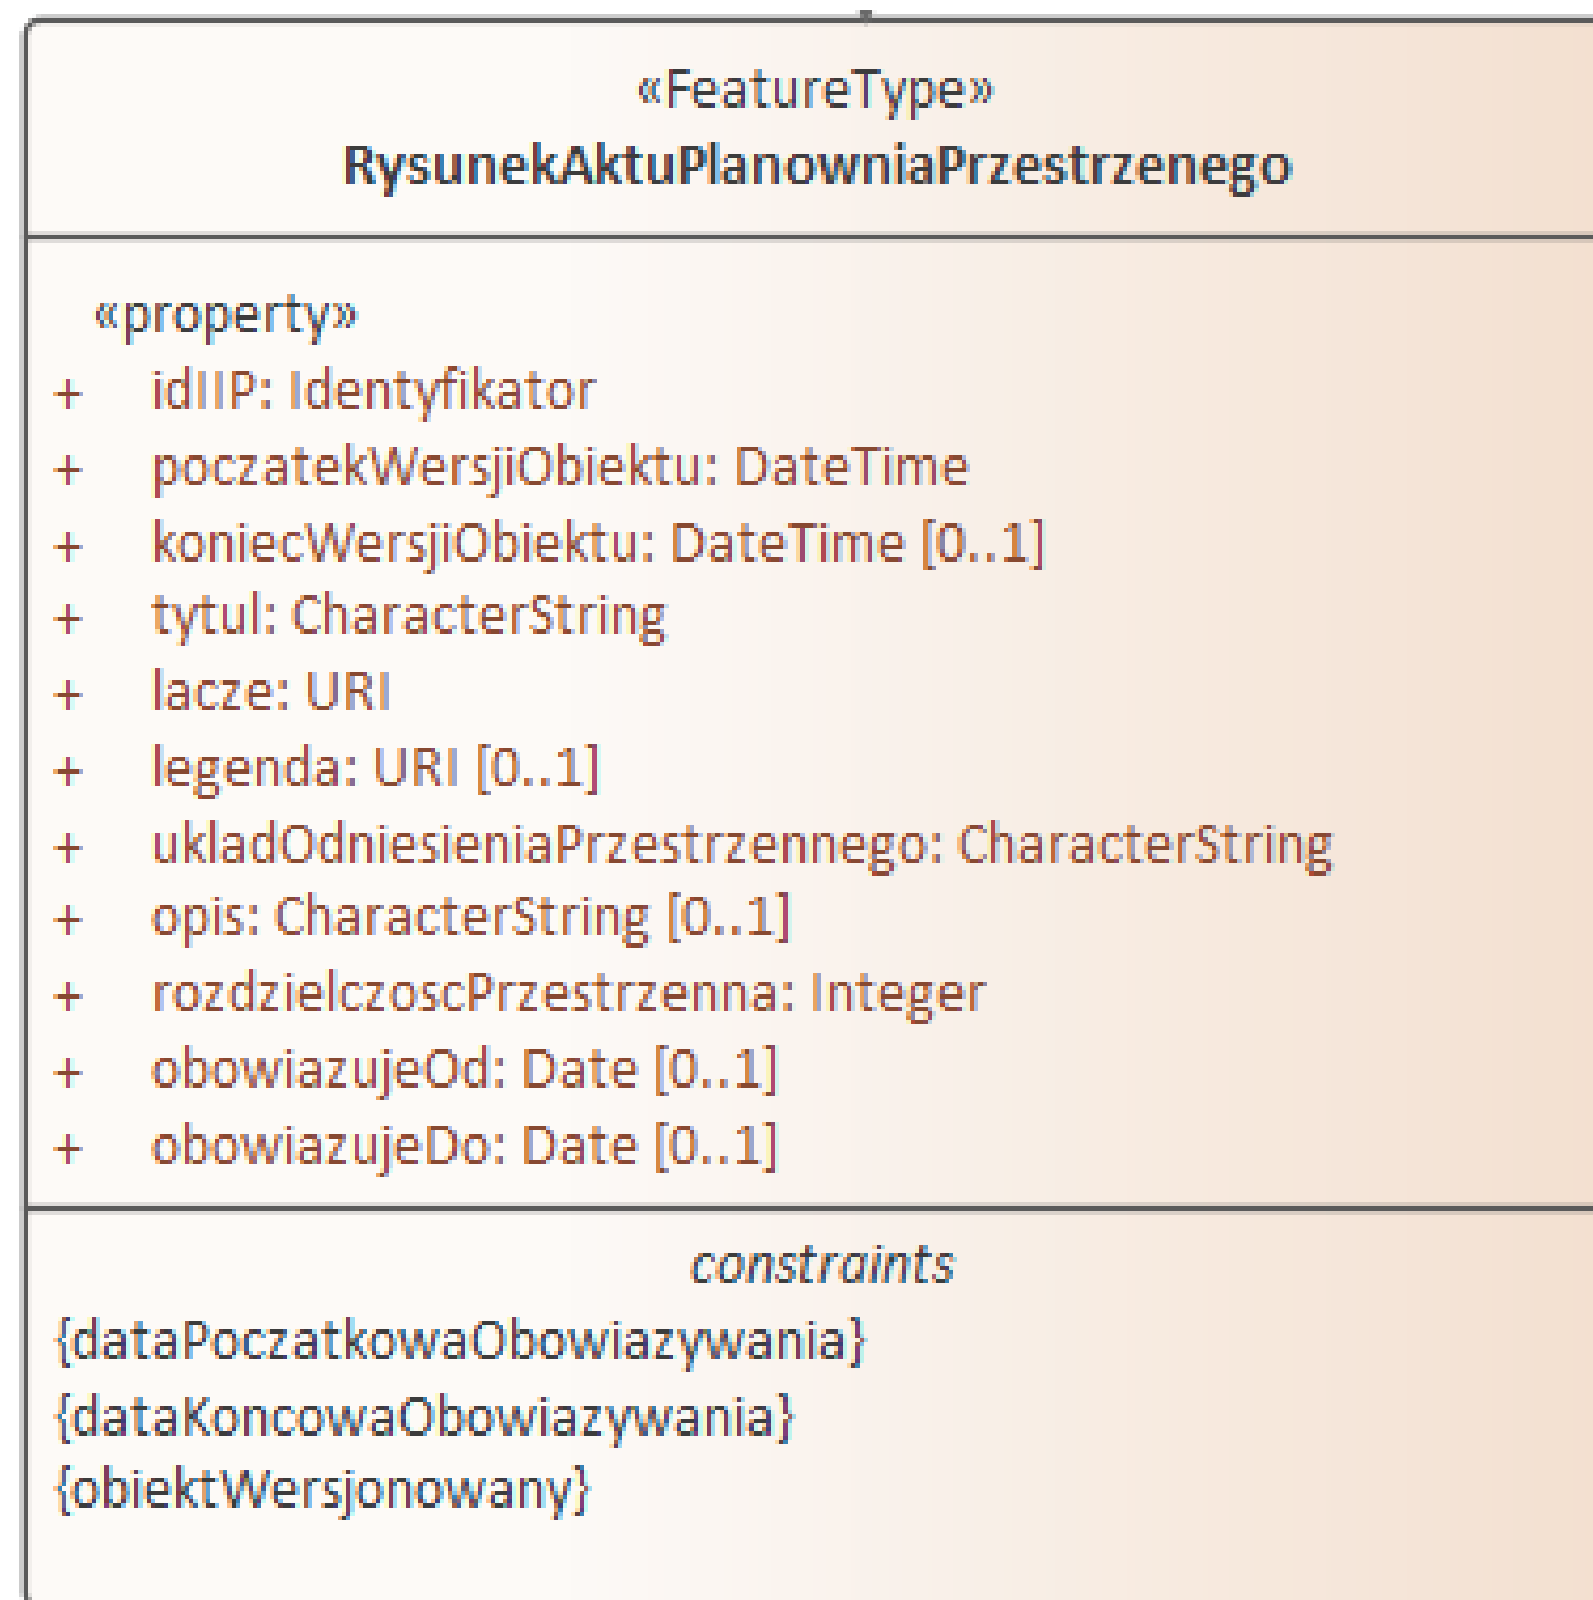 «FeatureType»
RysunekAktuPlanowniaPrzestrzenego
«property»
+ idIIP: Identyfikator
+ poczatekWersjiObiektu: DateTime
+ koniecWersjiObiektu: DateTime [0..1]
+ tytul: CharacterString
+ lacze: URI
+ legenda: URI [0..1]
+ ukladOdniesieniaPrzestrzennego: CharacterString
+ opis: CharacterString [0..1]
+ rozdzielczoscPrzestrzenna: Integer
+ obowiazujeOd: Date [0..1]
+ obowiazujeDo: Date [0..1]
constraints
{dataPoczatkowaObowiazywania}
{dataKoncowaObowiazywania}
{obiektWersjonowany}